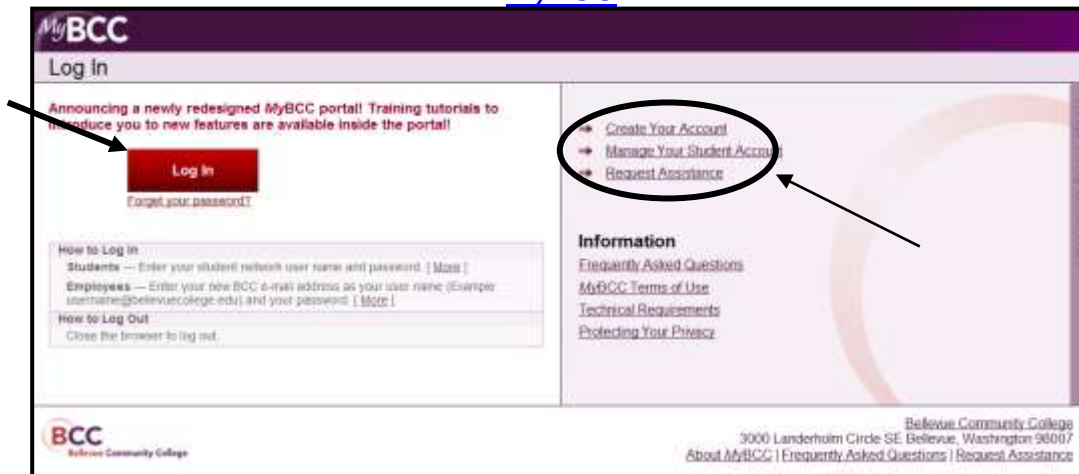 MyBCC
Log In
Announcing a newly redesigned MyBCC portal! Training tutorials to
introduce you to new features are available inside the portal!
Log In
Forget your password?
How to Log In
Students — Enter your student network user name and password. [ More ]
Employees — Enter your new BCC e-mail address as your user name (Example:
username@bellevuecollege.edu) and your password. [ More ]
How to Log Out
Close the browser to log out.
Create Your Account
Manage Your Student Account
Request Assistance
Information
Frequently Asked Questions
MyBCC Terms of Use
Technical Requirements
Protecting Your Privacy
BCC
Bellevue Community College
Bellevue Community College
3000 Landerholm Circle SE Bellevue, Washington 98007
About MyBCC | Frequently Asked Questions | Request Assistance